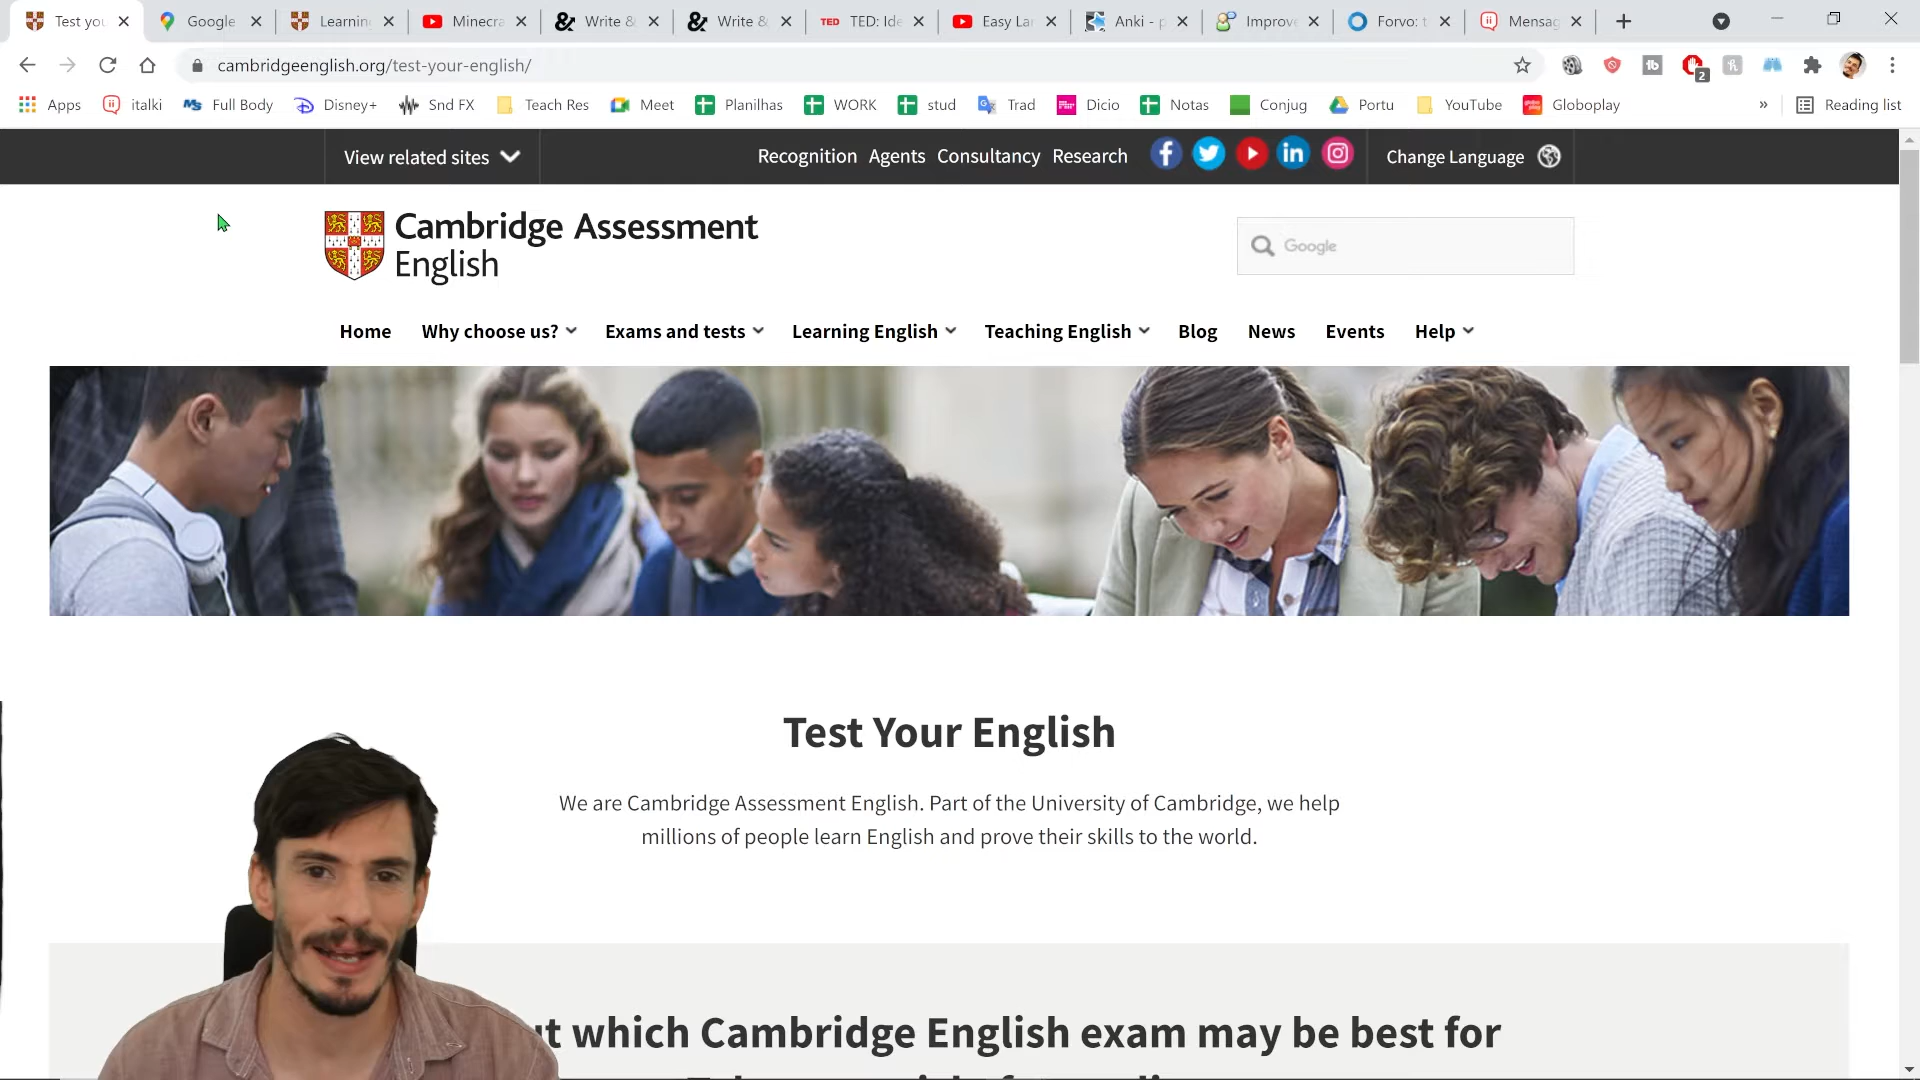 Test you
Google
Learning
Minecra
Write &
Write &
TED TED: Ide
Easy La
Anki - p
Improve
Forvo: t
Mensag
cambridgeenglish.org/test-your-english/
2
Apps italki Full Body Disney+ Snd FX Teach Res Meet Planilhas WORK stud Trad Dicio Notas Conjug Portu YouTube Globoplay » Reading list
View related sites Recognition Agents Consultancy Research Change Language
Cambridge Assessment
English
Google
Home Why choose us? Exams and tests Learning English Teaching English Blog News Events Help
Test Your English
We are Cambridge Assessment English. Part of the University of Cambridge, we help
millions of people learn English and prove their skills to the world.
which Cambridge English exam may be best for